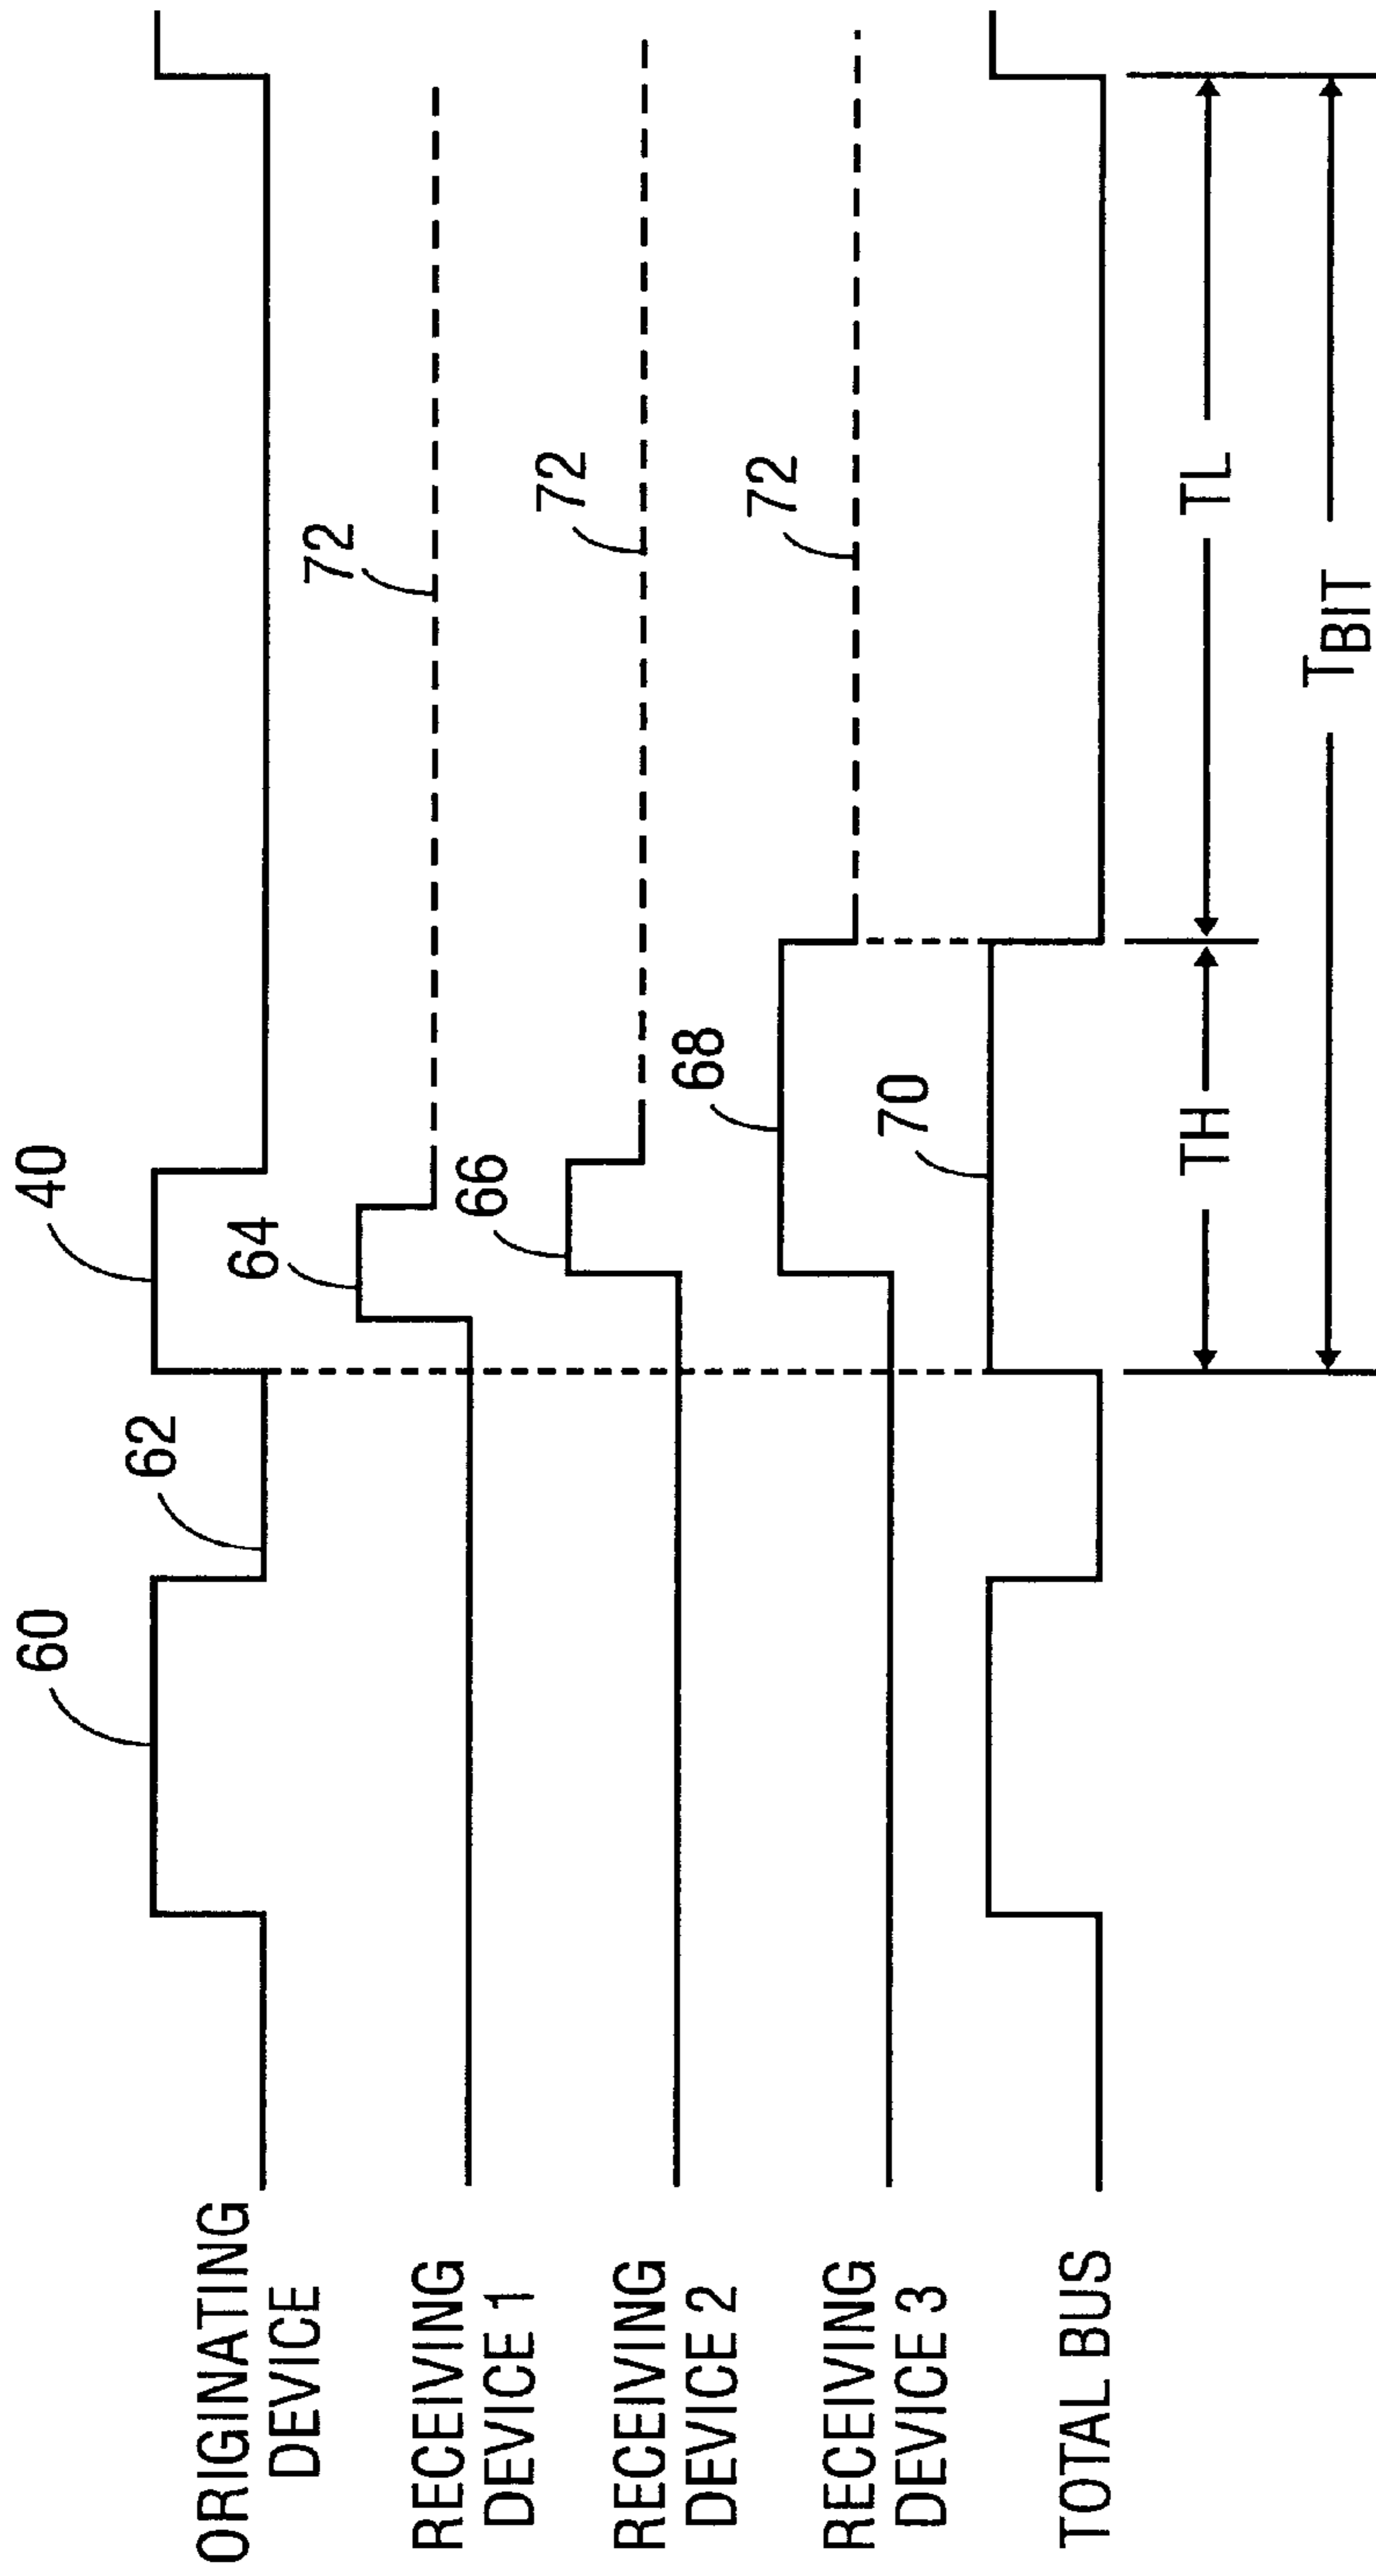 60
62
40
ORIGINATING
DEVICE
64
72
RECEIVING
DEVICE 1
66
72
RECEIVING
DEVICE 2
68
72
RECEIVING
DEVICE 3
70
TOTAL BUS
TH
TL
TBIT